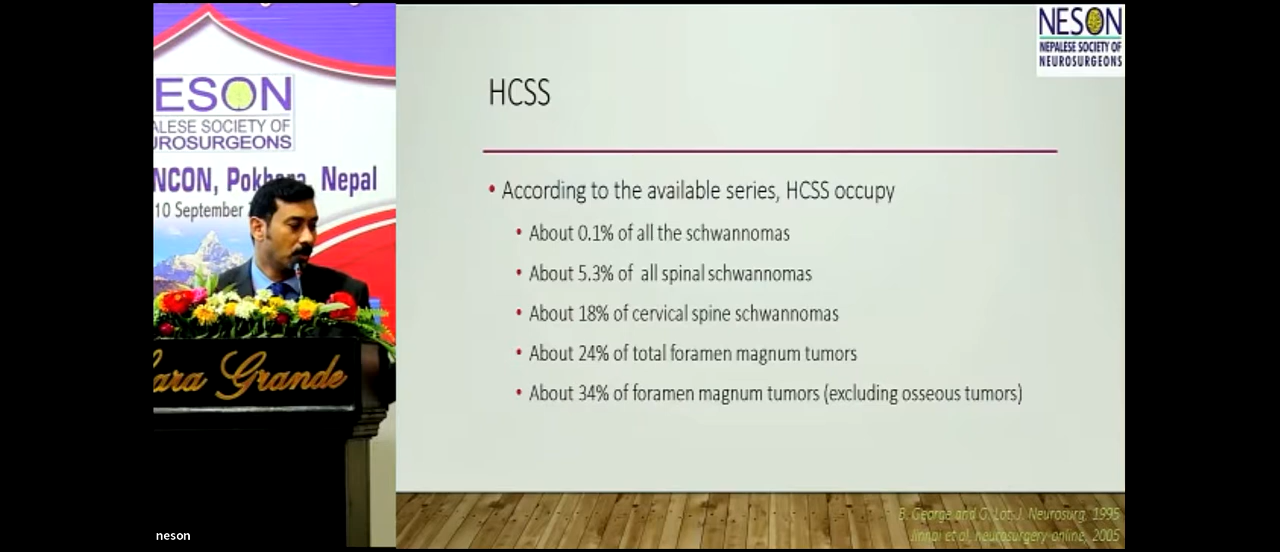 ESON
ALESE SOCIETY OF
UROSURGEONS
NCON, Pokhara, Nepal
10 September
ara Grande
neson
NESON
NEPALESE SOCIETY OF
NEUROSURGEONS
HCSS
• According to the available series, HCSS occupy
• About 0.1% of all the schwannomas
• About 5.3% of all spinal schwannomas
• About 18% of cervical spine schwannomas
• About 24% of total foramen magnum tumors
• About 34% of foramen magnum tumors (excluding osseous tumors)
B. George and G. Lot, J. Neurosurg, 1995
Jinnai et al, neurosurgery-online, 2005